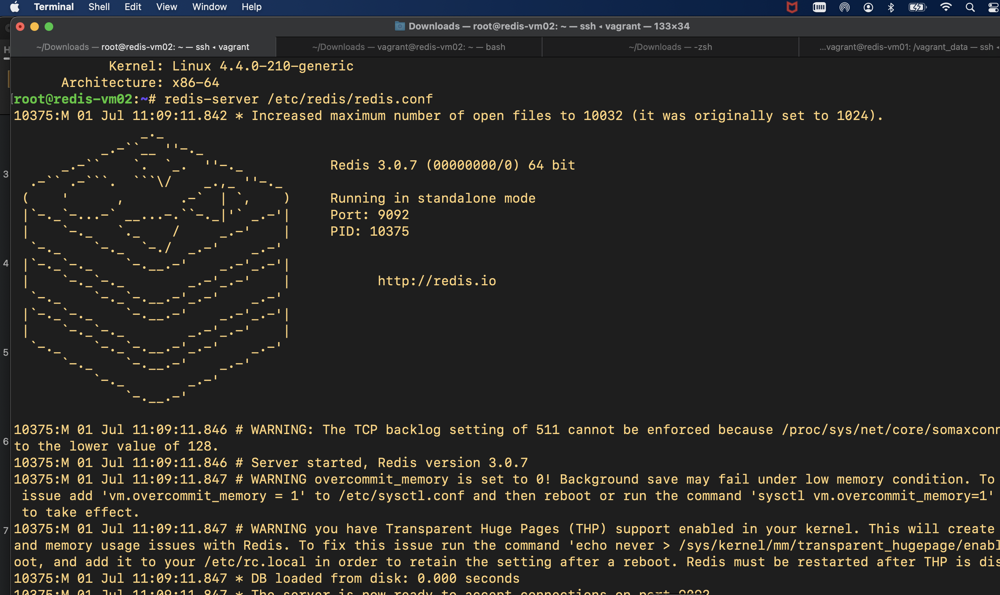 Terminal Shell Edit View Window Help
Downloads — root@redis-vm02: ~ — ssh ◂ vagrant — 133×34
~/Downloads — root@redis-vm02: ~ — ssh ◂ vagrant ~/Downloads — vagrant@redis-vm02: ~ — bash ~/Downloads — -zsh ...vagrant@redis-vm01: /vagrant_data — ssh ◂
Kernel: Linux 4.4.0-210-generic
Architecture: x86-64
root@redis-vm02:~# redis-server /etc/redis/redis.conf
10375:M 01 Jul 11:09:11.842 * Increased maximum number of open files to 10032 (it was originally set to 1024).
Redis 3.0.7 (00000000/0) 64 bit
Running in standalone mode
Port: 9092
PID: 10375
http://redis.io
10375:M 01 Jul 11:09:11.846 # WARNING: The TCP backlog setting of 511 cannot be enforced because /proc/sys/net/core/somaxconn
to the lower value of 128.
10375:M 01 Jul 11:09:11.846 # Server started, Redis version 3.0.7
10375:M 01 Jul 11:09:11.847 # WARNING overcommit_memory is set to 0! Background save may fail under low memory condition. To
issue add 'vm.overcommit_memory = 1' to /etc/sysctl.conf and then reboot or run the command 'sysctl vm.overcommit_memory=1'
to take effect.
10375:M 01 Jul 11:09:11.847 # WARNING you have Transparent Huge Pages (THP) support enabled in your kernel. This will create
and memory usage issues with Redis. To fix this issue run the command 'echo never > /sys/kernel/mm/transparent_hugepage/enabl
oot, and add it to your /etc/rc.local in order to retain the setting after a reboot. Redis must be restarted after THP is dis
10375:M 01 Jul 11:09:11.847 * DB loaded from disk: 0.000 seconds
10375:M 01 Jul 11:09:11.847 * The server is now ready to accept connections on port 9092
H
3
4
5
6
7